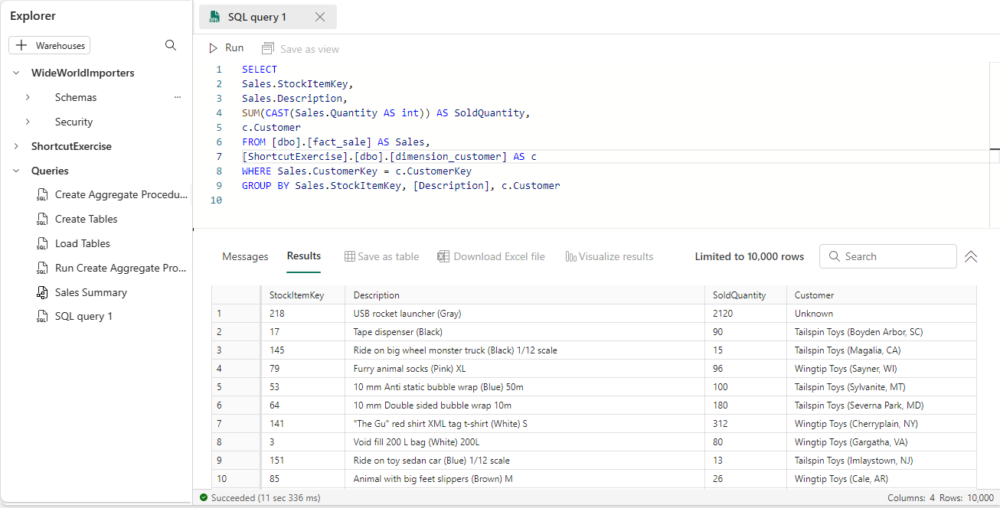 Explorer
Warehouses
WideWorldImporters
Schemas
Security
ShortcutExercise
Queries
Create Aggregate Procedu...
Create Tables
Load Tables
Run Create Aggregate Pro...
Sales Summary
SQL query 1
SQL query 1
Run Save as view
1 SELECT
2 Sales.StockItemKey,
3 Sales.Description,
4 SUM(CAST(Sales.Quantity AS int)) AS SoldQuantity,
5 c.Customer
6 FROM [dbo].[fact_sale] AS Sales,
7 [ShortcutExercise].[dbo].[dimension_customer] AS c
8 WHERE Sales.CustomerKey = c.CustomerKey
9 GROUP BY Sales.StockItemKey, [Description], c.Customer
10
Messages Results Save as table Download Excel file Visualize results Limited to 10,000 rows Search
StockItemKey Description SoldQuantity Customer
1 218 USB rocket launcher (Gray) 2120 Unknown
2 17 Tape dispenser (Black) 90 Tailspin Toys (Boyden Arbor, SC)
3 145 Ride on big wheel monster truck (Black) 1/12 scale 15 Tailspin Toys (Magalia, CA)
4 79 Furry animal socks (Pink) XL 96 Wingtip Toys (Sayner, WI)
5 53 10 mm Anti static bubble wrap (Blue) 50m 100 Tailspin Toys (Sylvanite, MT)
6 64 10 mm Double sided bubble wrap 10m 180 Tailspin Toys (Severna Park, MD)
7 141 "The Gu" red shirt XML tag t-shirt (White) S 312 Wingtip Toys (Cherryplain, NY)
8 3 Void fill 200 L bag (White) 200L 80 Wingtip Toys (Gargatha, VA)
9 151 Ride on toy sedan car (Blue) 1/12 scale 13 Tailspin Toys (Imlaystown, NJ)
10 85 Animal with big feet slippers (Brown) M 26 Wingtip Toys (Cale, AR)
Succeeded (11 sec 336 ms) Columns: 4 Rows: 10,000